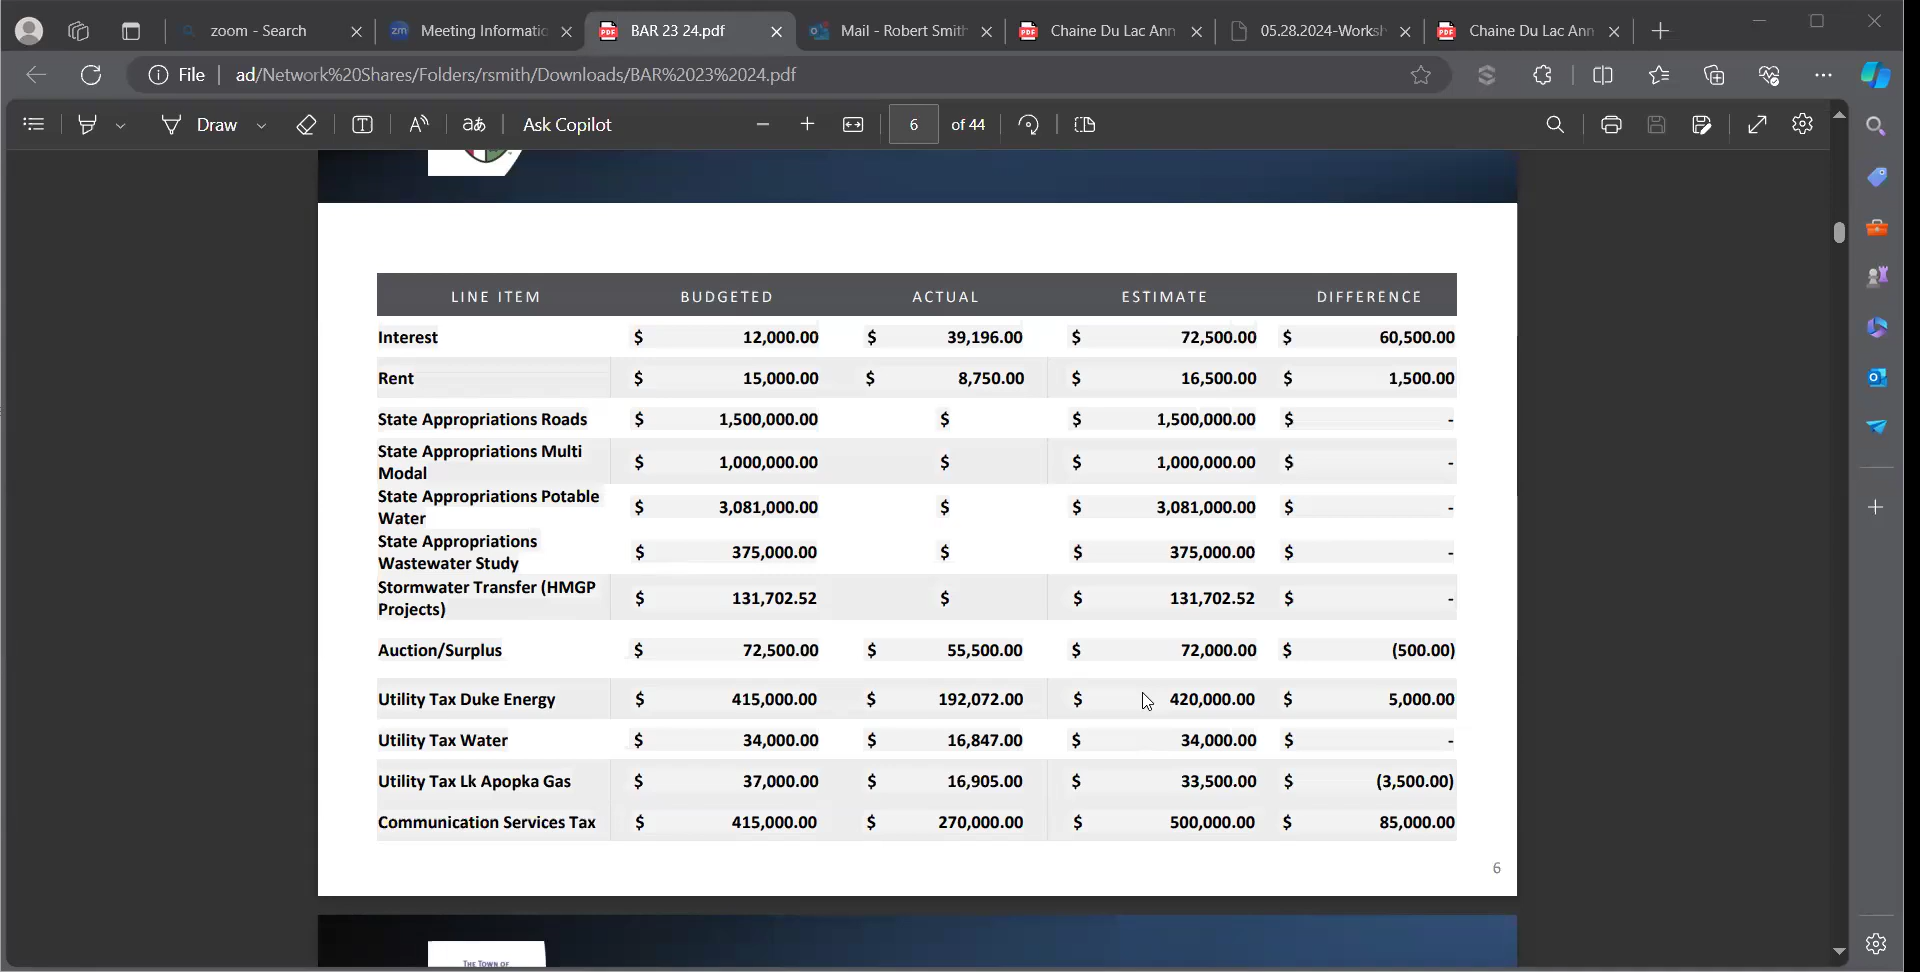 zoom - Search
Meeting Informatio
BAR 23 24.pdf
Mail - Robert Smith
Chaine Du Lac Ann
05.28.2024-Worksh
Chaine Du Lac Ann
File
ad/Network%20Shares/Folders/rsmith/Downloads/BAR%2023%2024.pdf
Draw
Ask Copilot
6 of 44
LINE ITEM BUDGETED ACTUAL ESTIMATE DIFFERENCE
Interest $ 12,000.00 $ 39,196.00 $ 72,500.00 $ 60,500.00
Rent $ 15,000.00 $ 8,750.00 $ 16,500.00 $ 1,500.00
State Appropriations Roads $ 1,500,000.00 $ $ 1,500,000.00 $ -
State Appropriations Multi
Modal $ 1,000,000.00 $ $ 1,000,000.00 $ -
State Appropriations Potable
Water $ 3,081,000.00 $ $ 3,081,000.00 $ -
State Appropriations
Wastewater Study $ 375,000.00 $ $ 375,000.00 $ -
Stormwater Transfer (HMGP
Projects) $ 131,702.52 $ $ 131,702.52 $ -
Auction/Surplus $ 72,500.00 $ 55,500.00 $ 72,000.00 $ (500.00)
Utility Tax Duke Energy $ 415,000.00 $ 192,072.00 $ 420,000.00 $ 5,000.00
Utility Tax Water $ 34,000.00 $ 16,847.00 $ 34,000.00 $ -
Utility Tax Lk Apopka Gas $ 37,000.00 $ 16,905.00 $ 33,500.00 $ (3,500.00)
Communication Services Tax $ 415,000.00 $ 270,000.00 $ 500,000.00 $ 85,000.00
6
THE TOWN OF